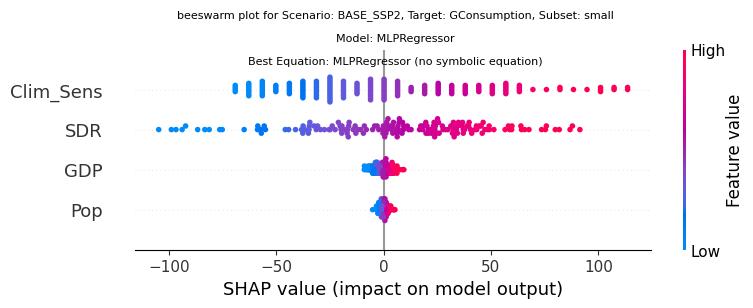 beeswarm plot for Scenario: BASE_SSP2, Target: GConsumption, Subset: small
Model: MLPRegressor
Best Equation: MLPRegressor (no symbolic equation)
High
Clim_Sens
SDR
GDP
Pop
Feature value
Low
−100
−50
0
50
100
SHAP value (impact on model output)